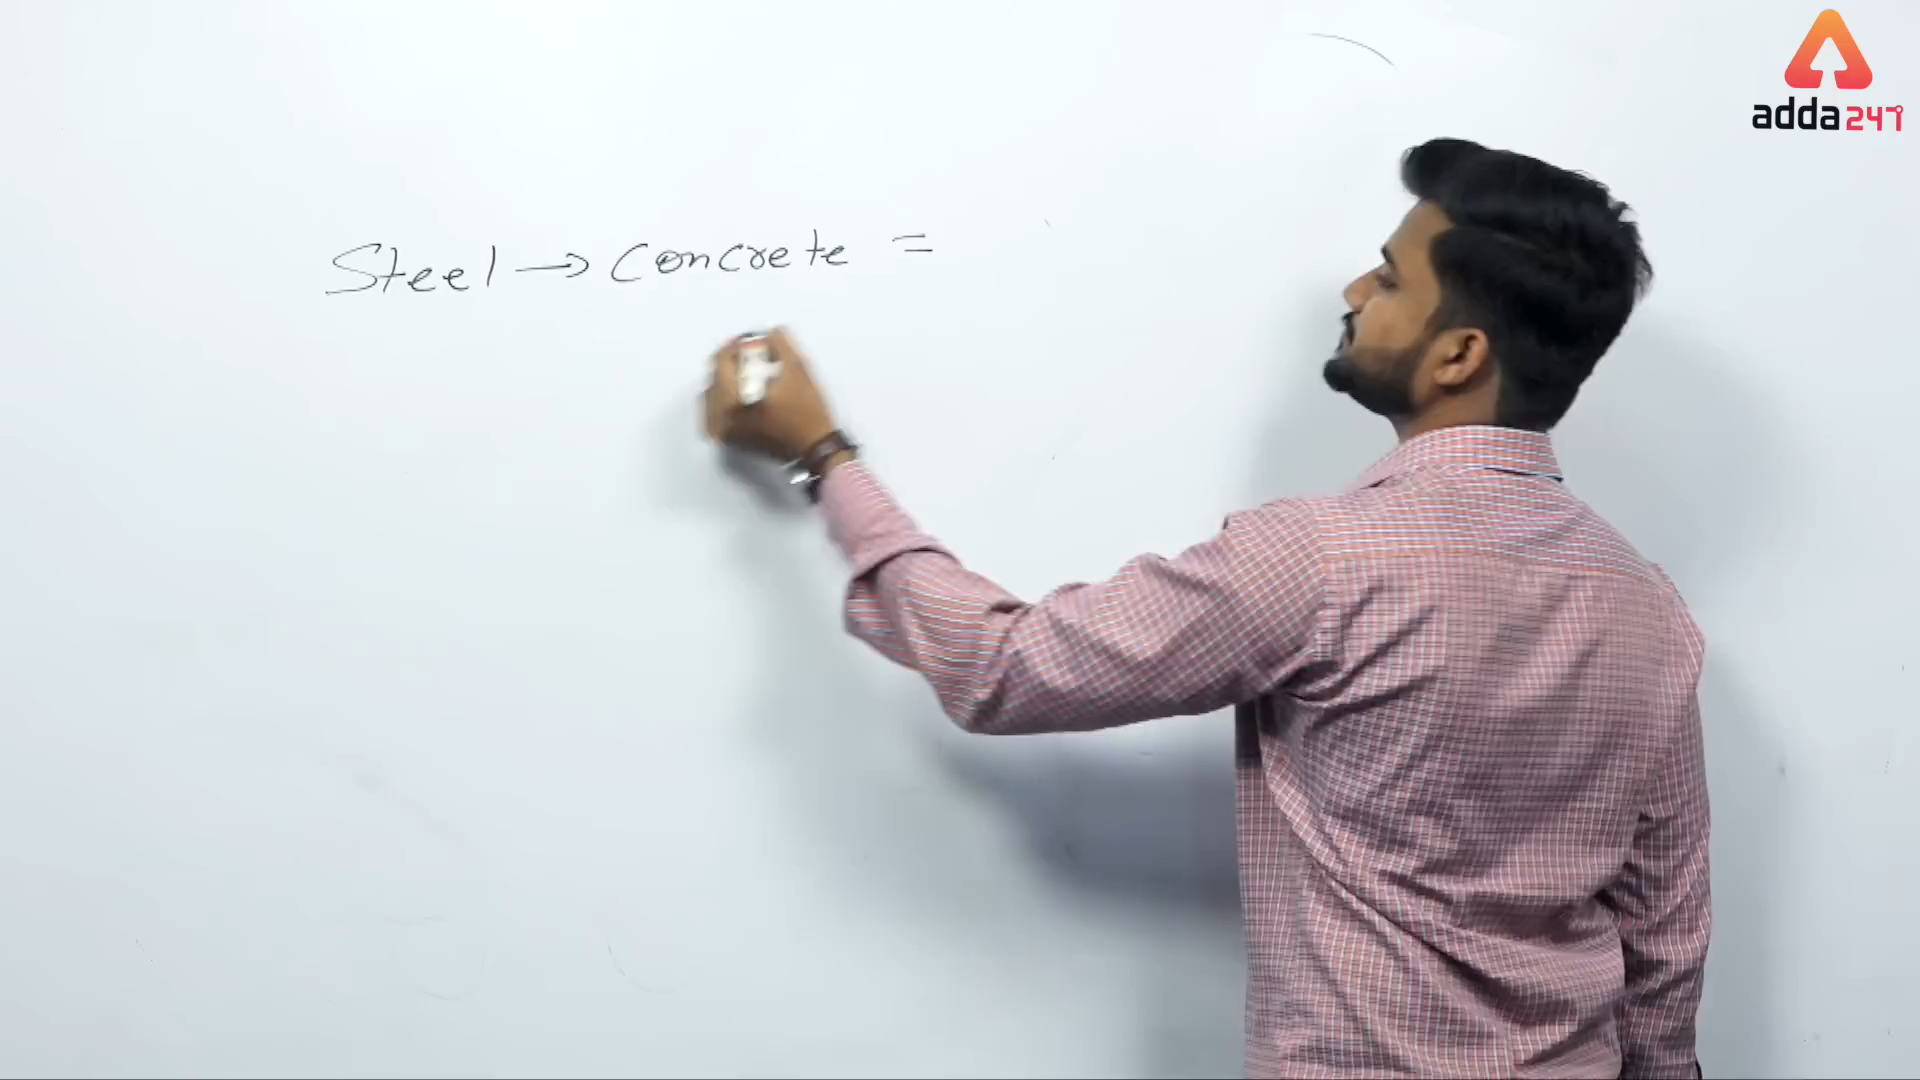 adda247
Steel → Concrete =